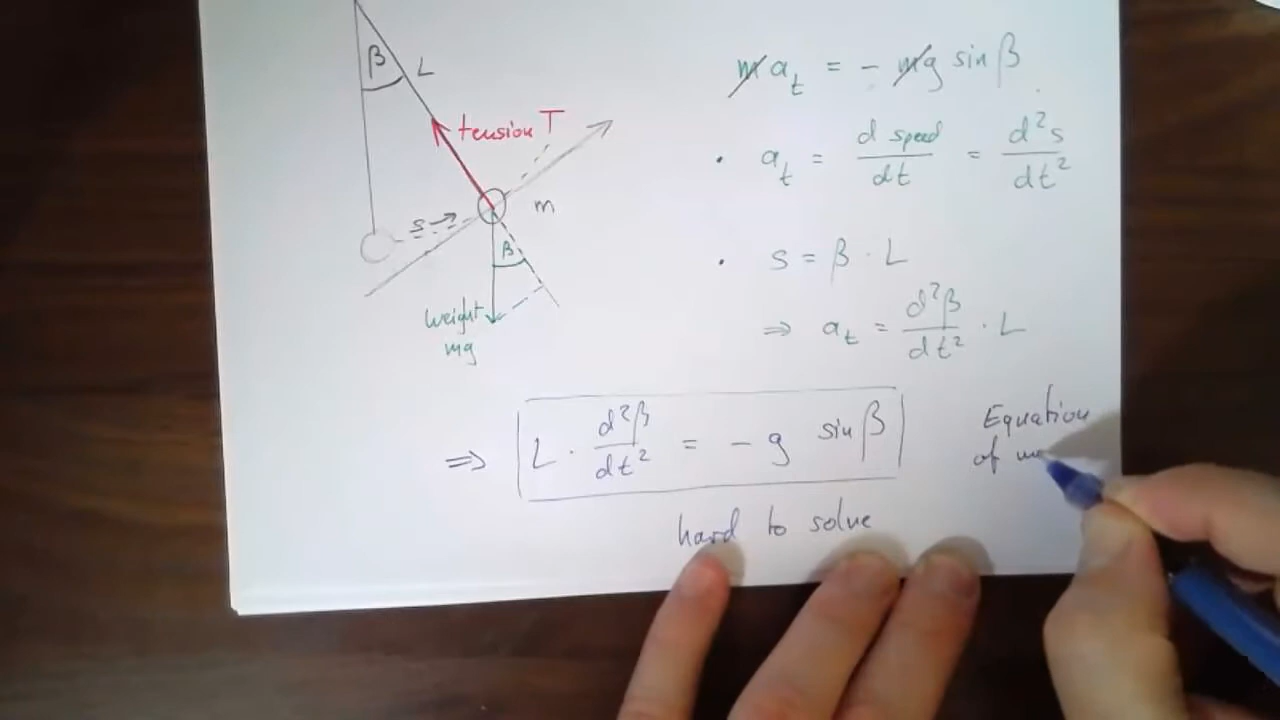 β
L
tension T
s →
m
β
weight
mg
m a_t = - mg sin β
· a_t = d speed / dt = d²s / dt²
· s = β · L
⇒ a_t = d²β / dt² · L
⇒ L · d²β / dt² = - g sin β
Equation
of
hard to solve